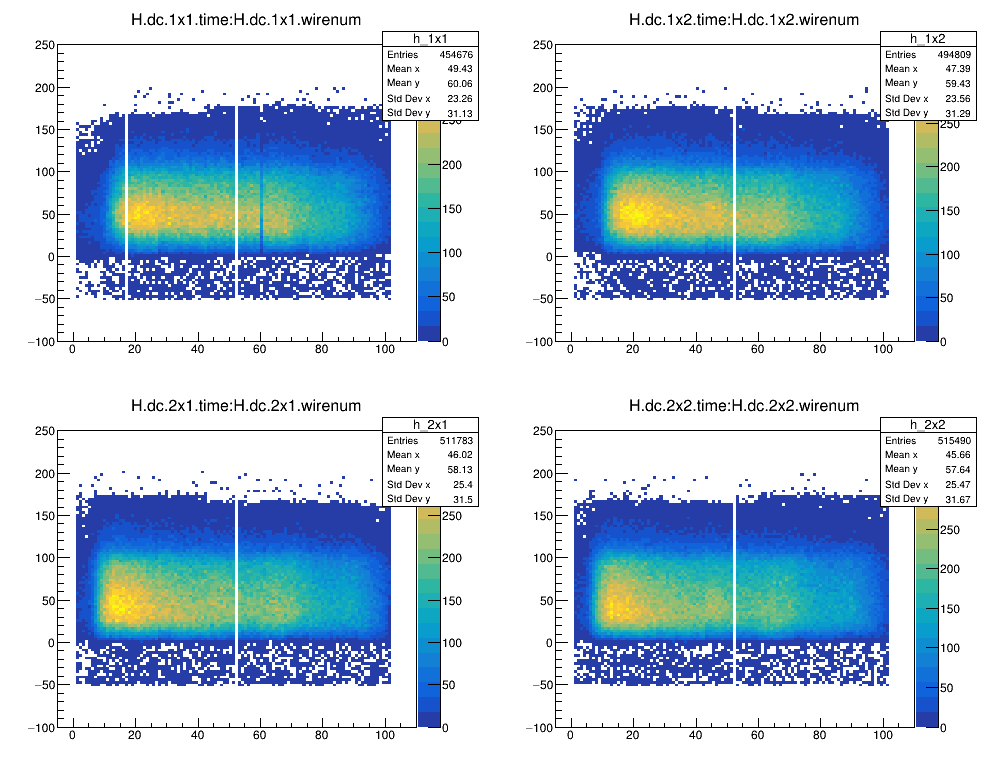 H.dc.1x1.time:H.dc.1x1.wirenum
h_1x1
Entries 454676
Mean x 49.43
Mean y 60.06
Std Dev x 23.26
Std Dev y 31.13
250
200
150
100
50
0
−50
−100
0 20 40 60 80 100
250
200
150
100
50
0
H.dc.1x2.time:H.dc.1x2.wirenum
h_1x2
Entries 494809
Mean x 47.39
Mean y 59.43
Std Dev x 23.56
Std Dev y 31.29
250
200
150
100
50
0
−50
−100
0 20 40 60 80 100
250
200
150
100
50
0
H.dc.2x1.time:H.dc.2x1.wirenum
h_2x1
Entries 511783
Mean x 46.02
Mean y 58.13
Std Dev x 25.4
Std Dev y 31.5
250
200
150
100
50
0
−50
−100
0 20 40 60 80 100
250
200
150
100
50
0
H.dc.2x2.time:H.dc.2x2.wirenum
h_2x2
Entries 515490
Mean x 45.66
Mean y 57.64
Std Dev x 25.47
Std Dev y 31.67
250
200
150
100
50
0
−50
−100
0 20 40 60 80 100
250
200
150
100
50
0